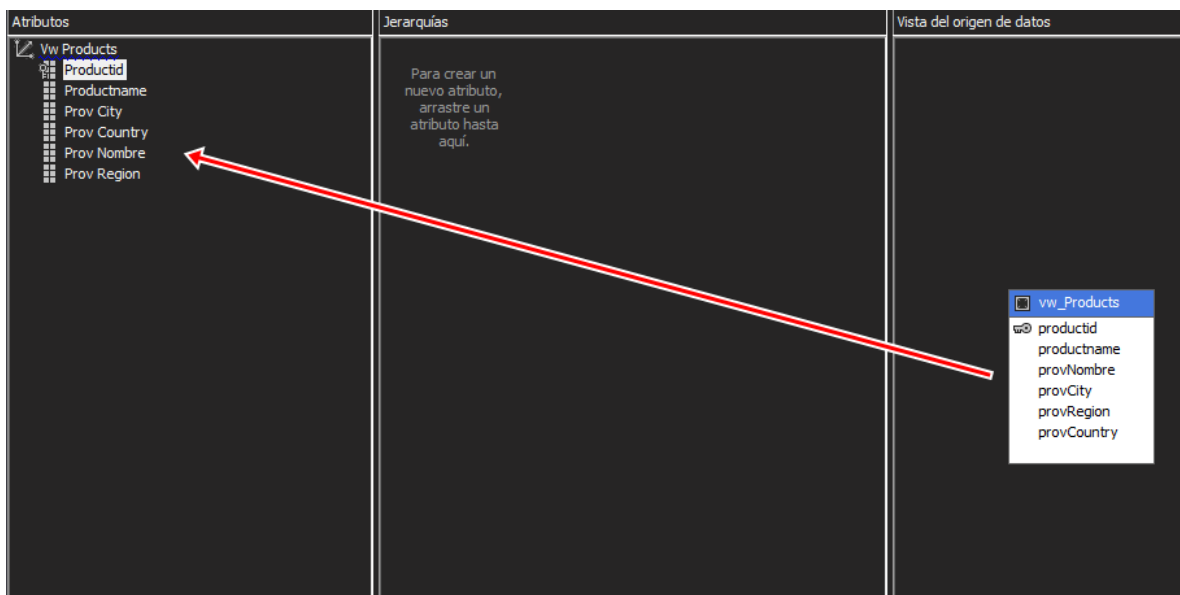 Atributos
Vw Products
Productid
Productname
Prov City
Prov Country
Prov Nombre
Prov Region
Jerarquías
Para crear un
nuevo atributo,
arrastre un
atributo hasta
aquí.
Vista del origen de datos
vw_Products
productid
productname
provNombre
provCity
provRegion
provCountry